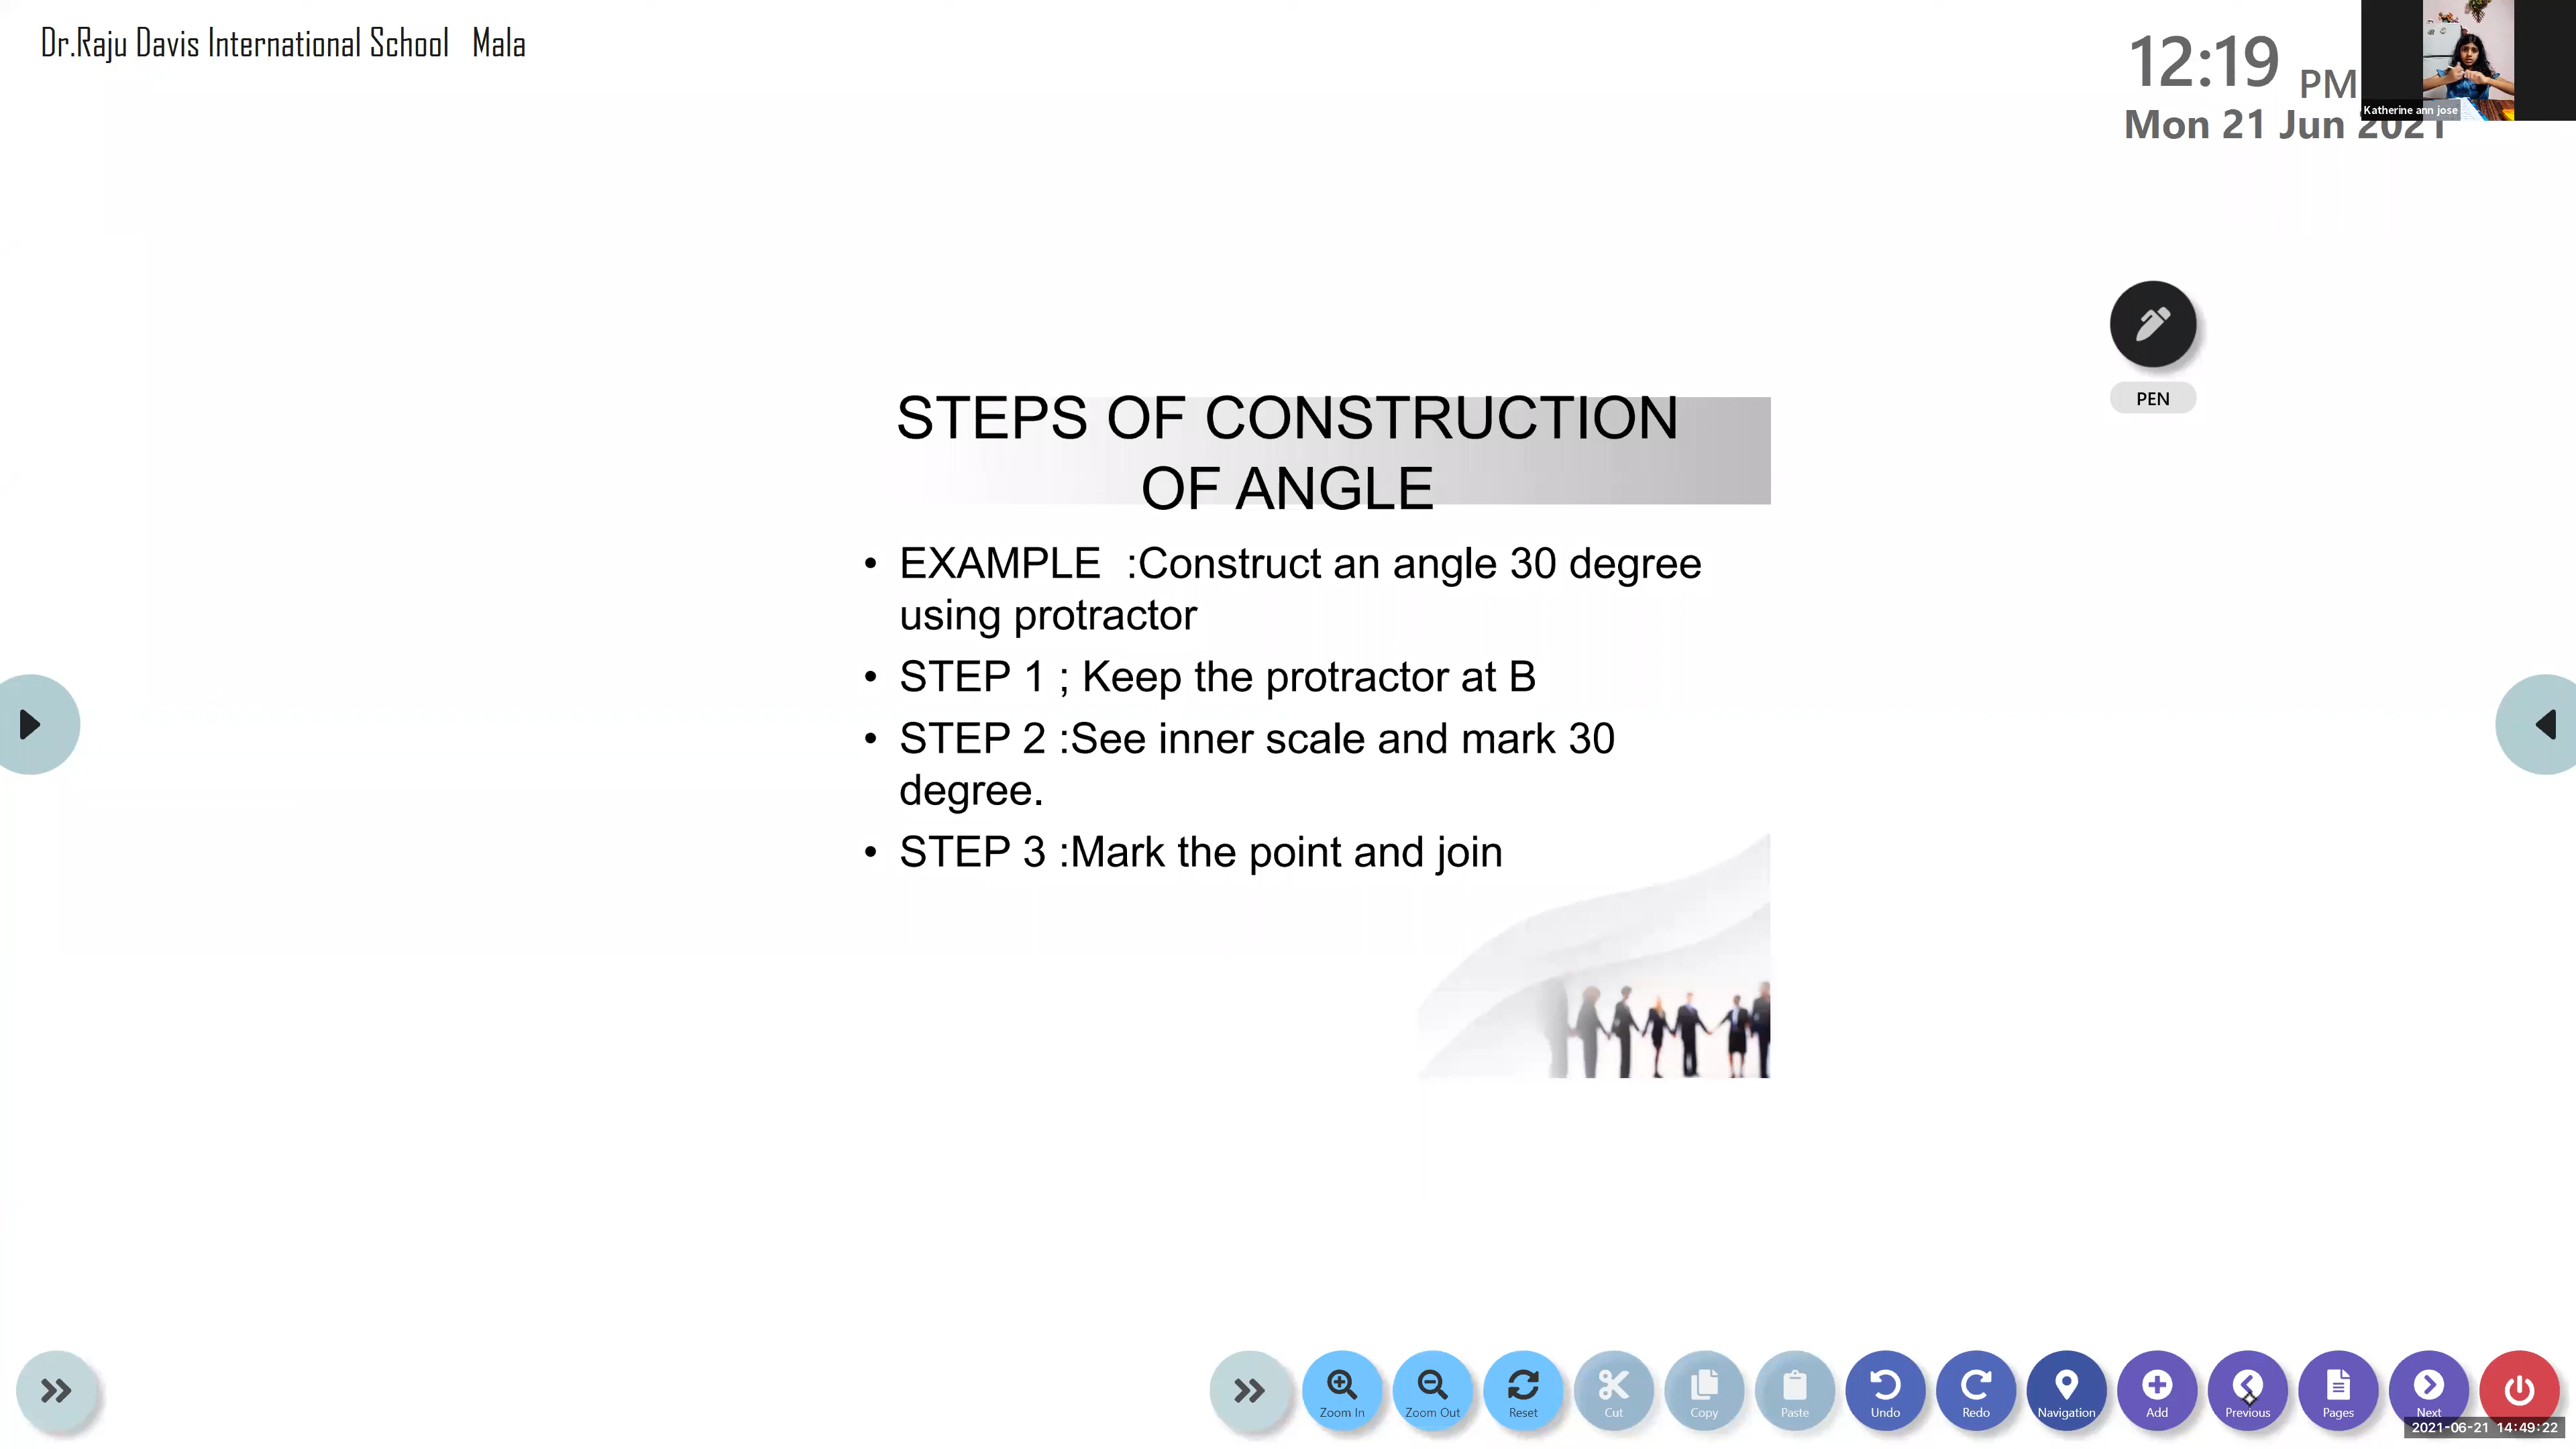 Dr.Raju Davis International School Mala
12:19 PM
Mon 21 Jun 2021
Katherine ann jose
PEN
STEPS OF CONSTRUCTION
OF ANGLE
• EXAMPLE :Construct an angle 30 degree
using protractor
• STEP 1 ; Keep the protractor at B
• STEP 2 :See inner scale and mark 30
degree.
• STEP 3 :Mark the point and join
Zoom In Zoom Out Reset Cut Copy Paste Undo Redo Navigation Add Previous Pages Next
2021-06-21 14:49:22